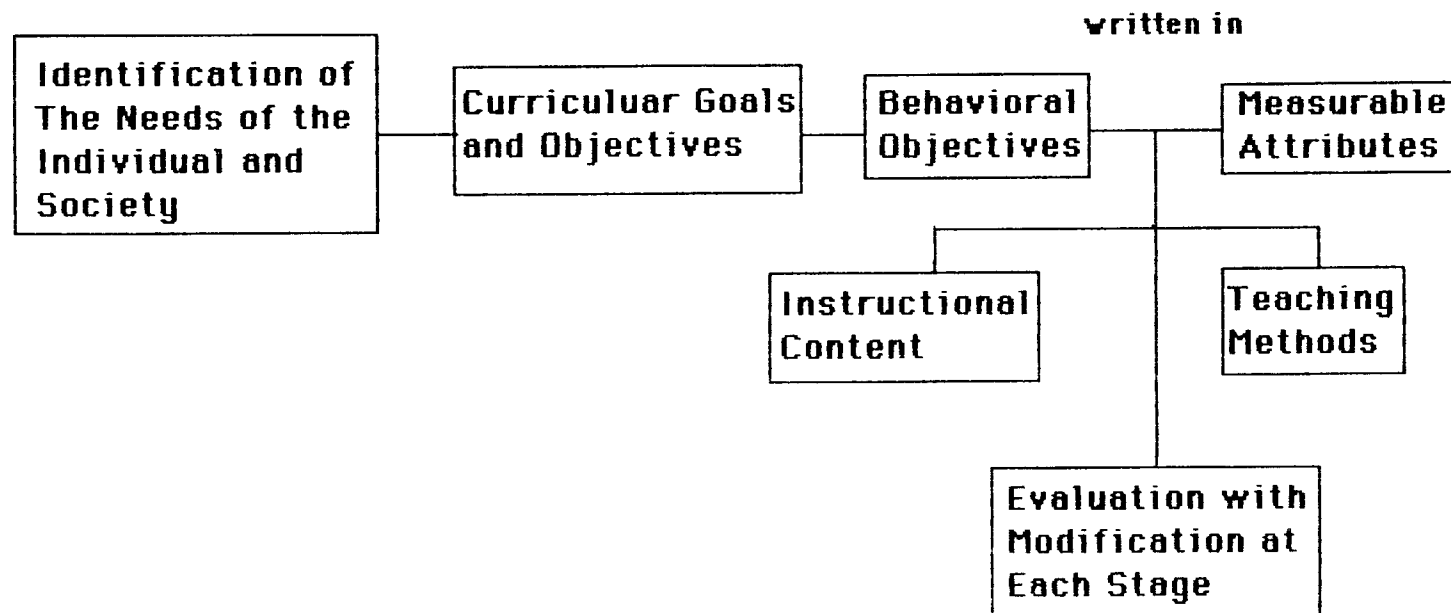 written in
Identification of
The Needs of the
Individual and
Society
Curriculuar Goals
and Objectives
Behavioral
Objectives
Measurable
Attributes
Instructional
Content
Teaching
Methods
Evaluation with
Modification at
Each Stage